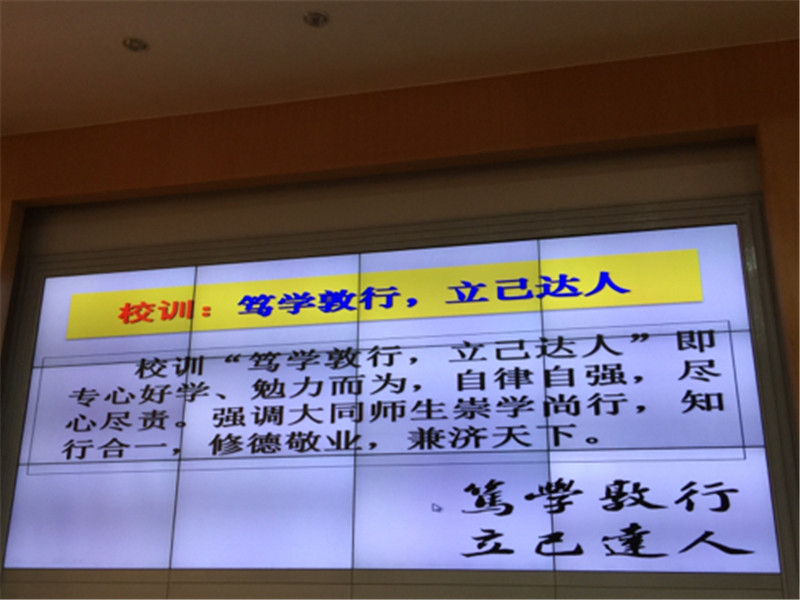 校训：笃学敦行，立己达人
校训“笃学敦行，立己达人”即
专心好学、勉力而为，自律自强，尽
心尽责。强调大同师生崇学尚行，知
行合一，修德敬业，兼济天下。
篤學敦行
立己達人